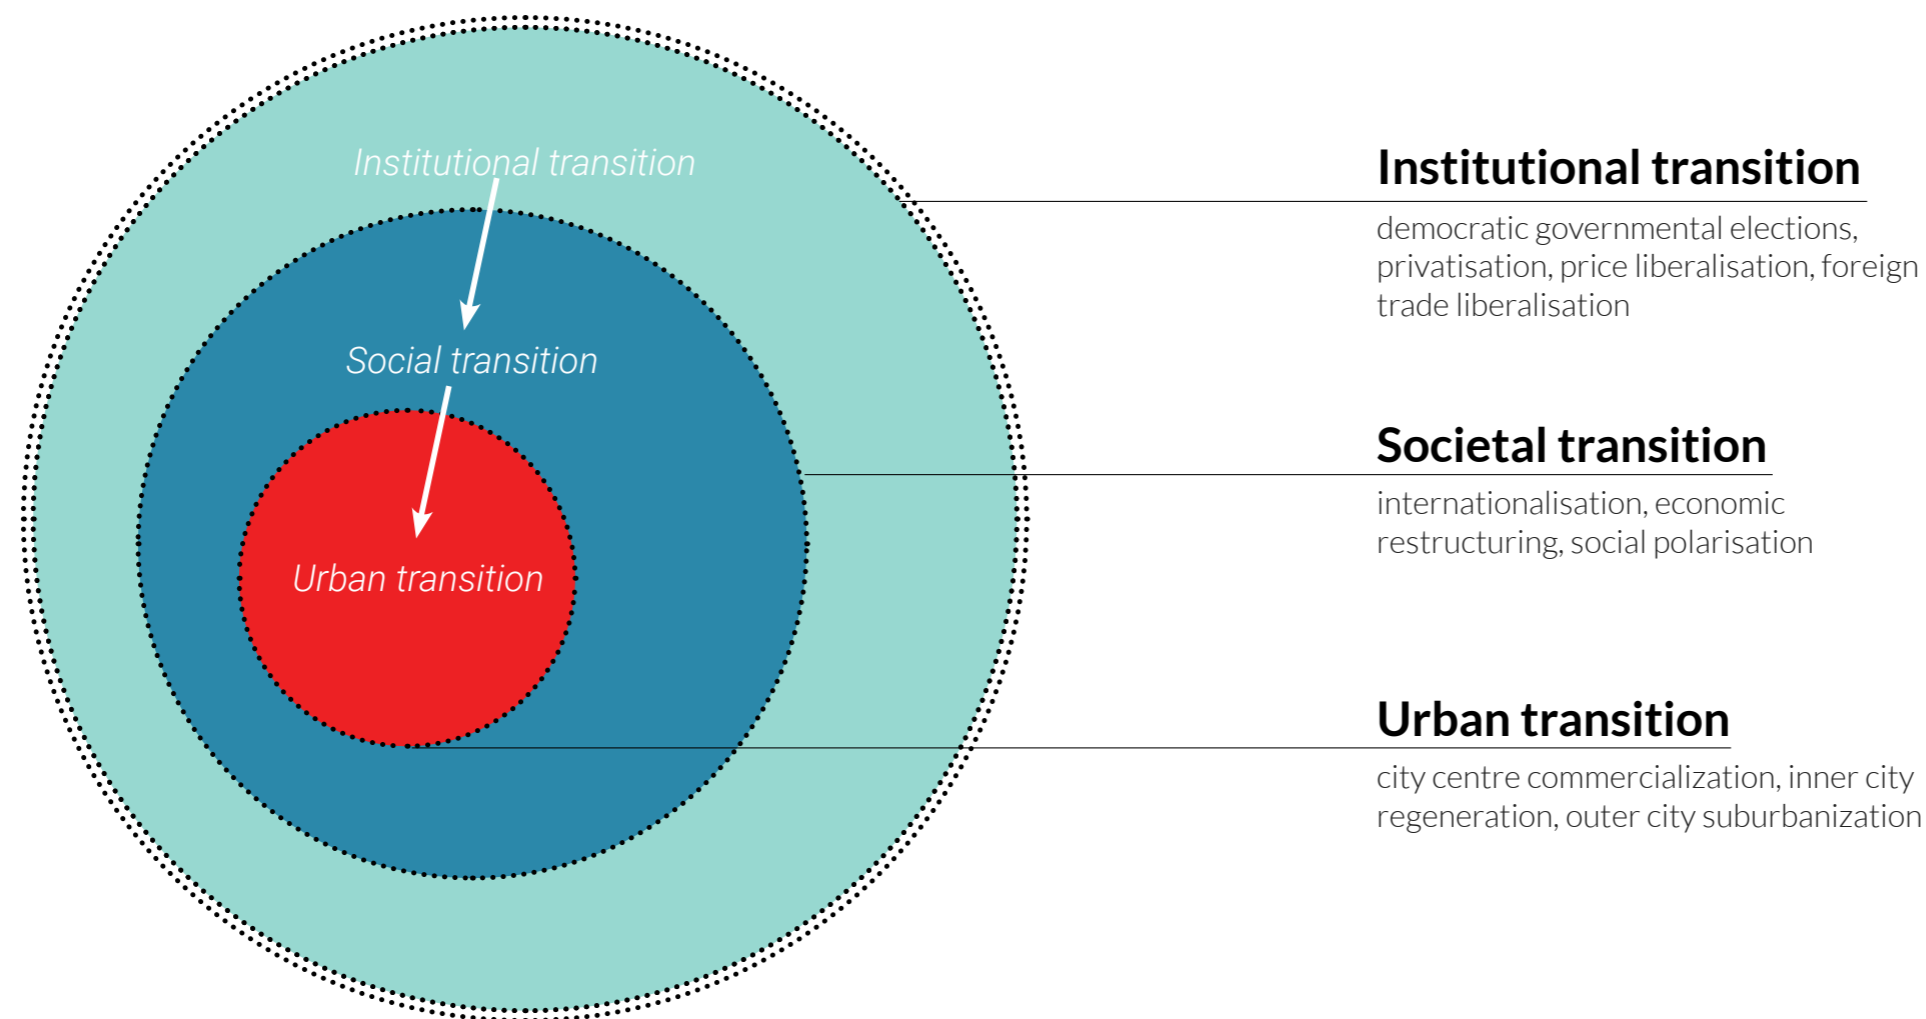 Institutional transition
Social transition
Urban transition
Institutional transition
democratic governmental elections,
privatisation, price liberalisation, foreign
trade liberalisation
Societal transition
internationalisation, economic
restructuring, social polarisation
Urban transition
city centre commercialization, inner city
regeneration, outer city suburbanization